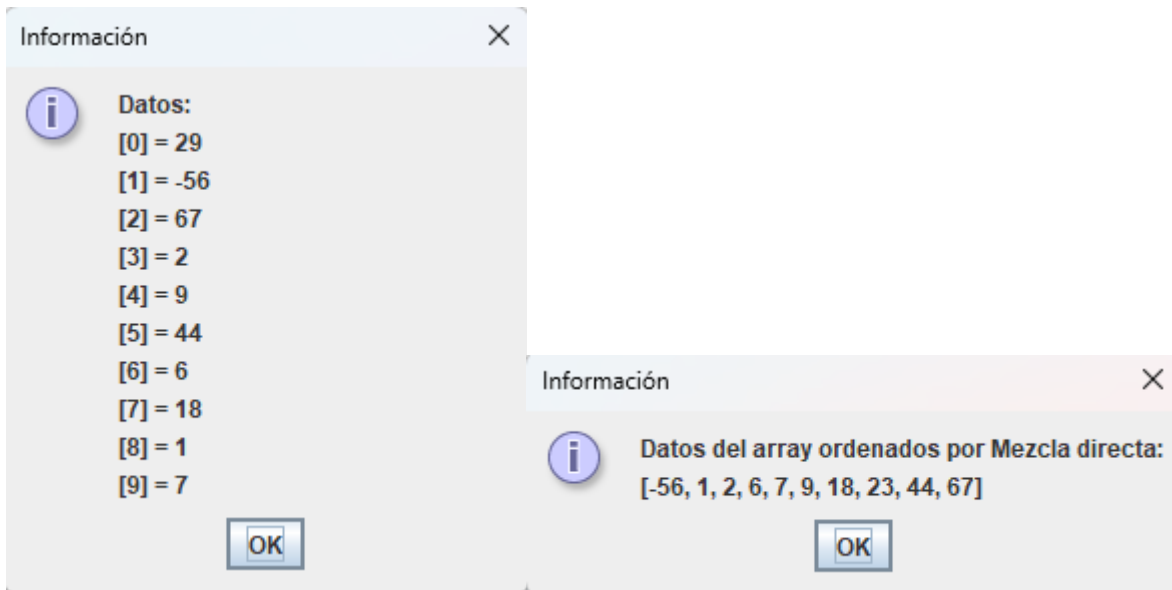 Información
Datos:
[0] = 29
[1] = -56
[2] = 67
[3] = 2
[4] = 9
[5] = 44
[6] = 6
[7] = 18
[8] = 1
[9] = 7
OK
Información
Datos del array ordenados por Mezcla directa:
[-56, 1, 2, 6, 7, 9, 18, 23, 44, 67]
OK